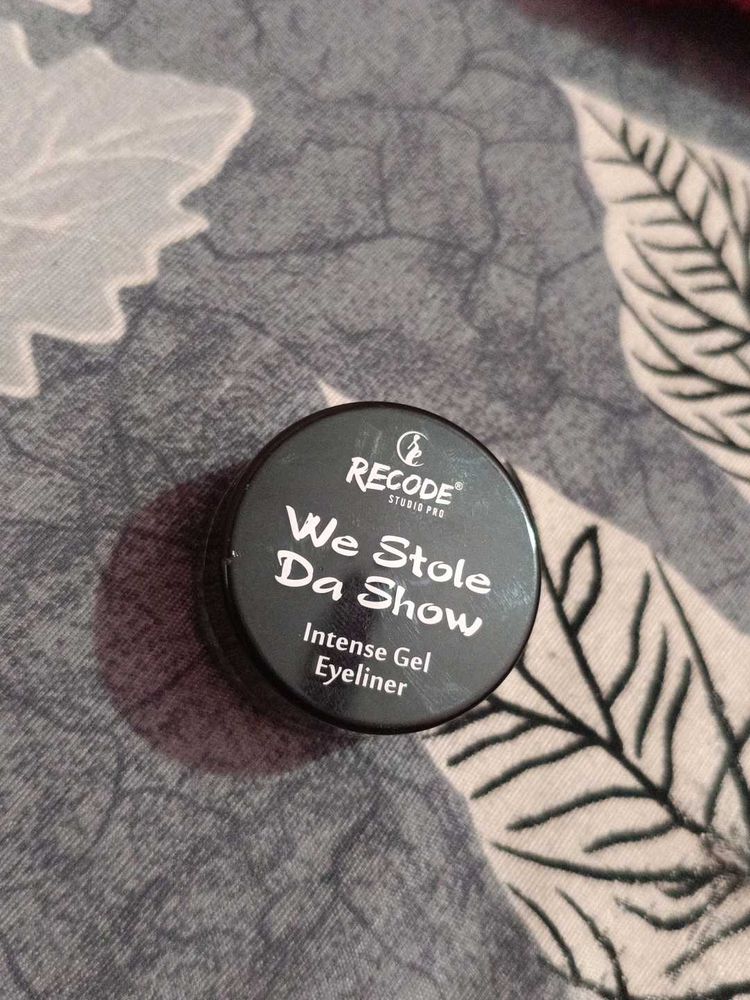 RECODE®
STUDIO PRO
We Stole
Da Show
Intense Gel
Eyeliner